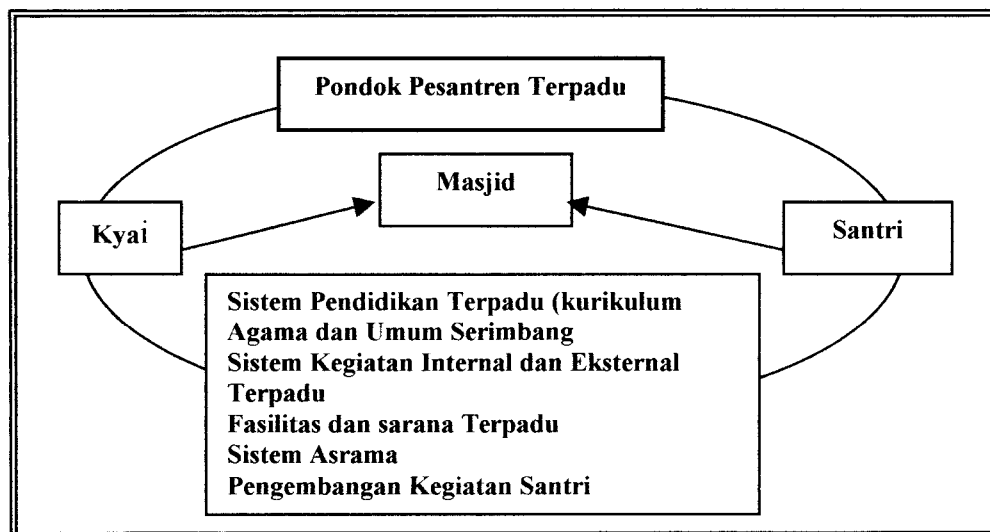 Pondok Pesantren Terpadu
Masjid
Kyai
Santri
Sistem Pendidikan Terpadu (kurikulum
Agama dan Umum Serimbang
Sistem Kegiatan Internal dan Eksternal
Terpadu
Fasilitas dan sarana Terpadu
Sistem Asrama
Pengembangan Kegiatan Santri